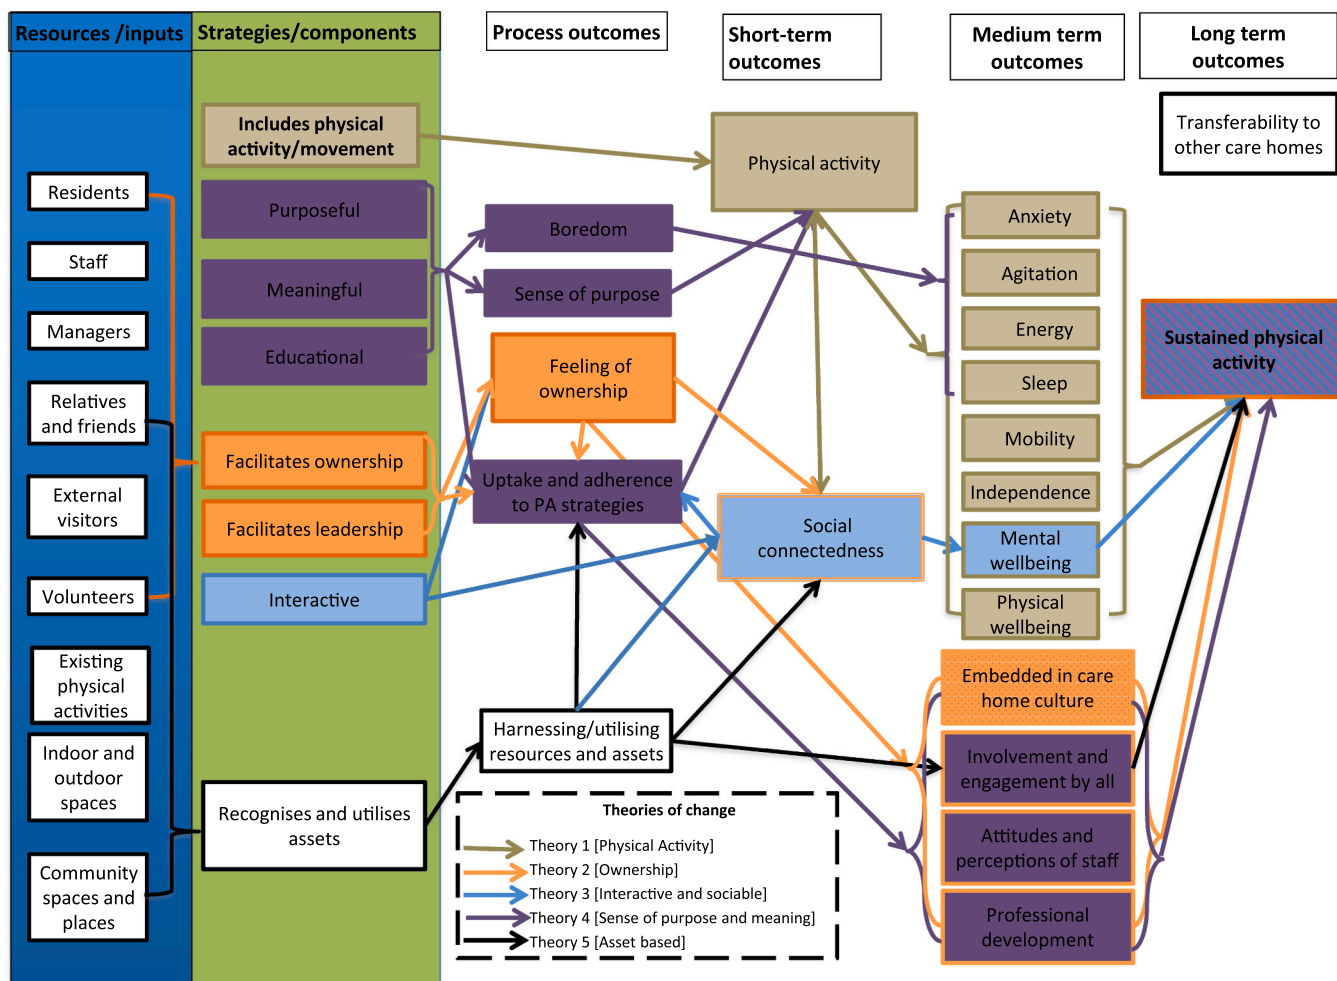 Resources /inputs
Strategies/components
Process outcomes
Short-term
outcomes
Medium term
outcomes
Long term
outcomes
Residents
Staff
Managers
Relatives
and friends
External
visitors
Volunteers
Existing
physical
activities
Indoor and
outdoor
spaces
Community
spaces and
places
Includes physical
activity/movement
Purposeful
Meaningful
Educational
Facilitates ownership
Facilitates leadership
Interactive
Recognises and utilises
assets
Boredom
Sense of purpose
Feeling of
ownership
Uptake and adherence
to PA strategies
Harnessing/utilising
resources and assets
Physical activity
Social
connectedness
Anxiety
Agitation
Energy
Sleep
Mobility
Independence
Mental
wellbeing
Physical
wellbeing
Embedded in care
home culture
Involvement and
engagement by all
Attitudes and
perceptions of staff
Professional
development
Transferability to
other care homes
Sustained physical
activity
Theories of change
Theory 1 [Physical Activity]
Theory 2 [Ownership]
Theory 3 [Interactive and sociable]
Theory 4 [Sense of purpose and meaning]
Theory 5 [Asset based]